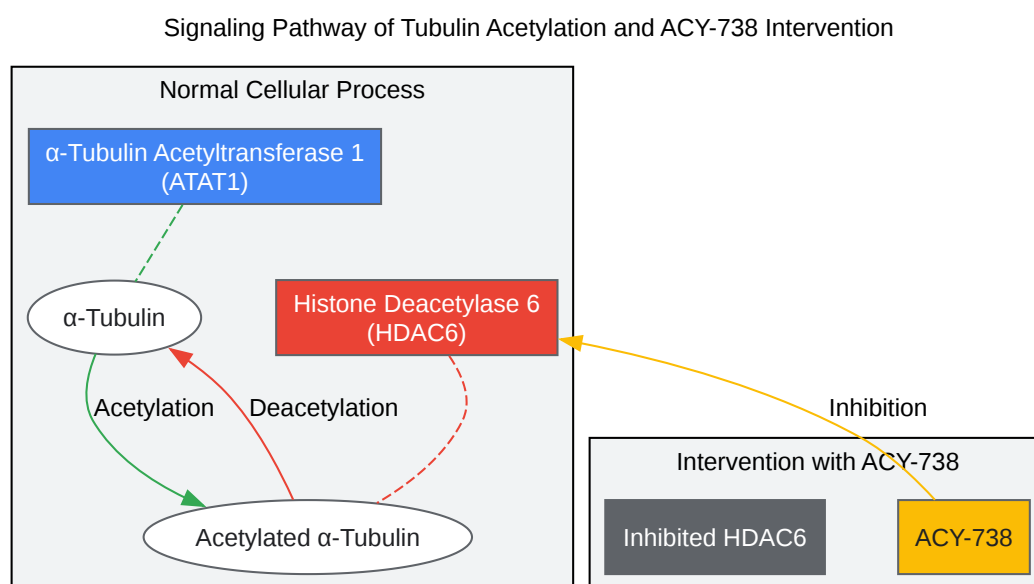 Signaling Pathway of Tubulin Acetylation and ACY-738 Intervention
Normal Cellular Process
α-Tubulin Acetyltransferase 1
(ATAT1)
α-Tubulin
Histone Deacetylase 6
(HDAC6)
Acetylation
Deacetylation
Inhibition
Intervention with ACY-738
Acetylated α-Tubulin
Inhibited HDAC6
ACY-738